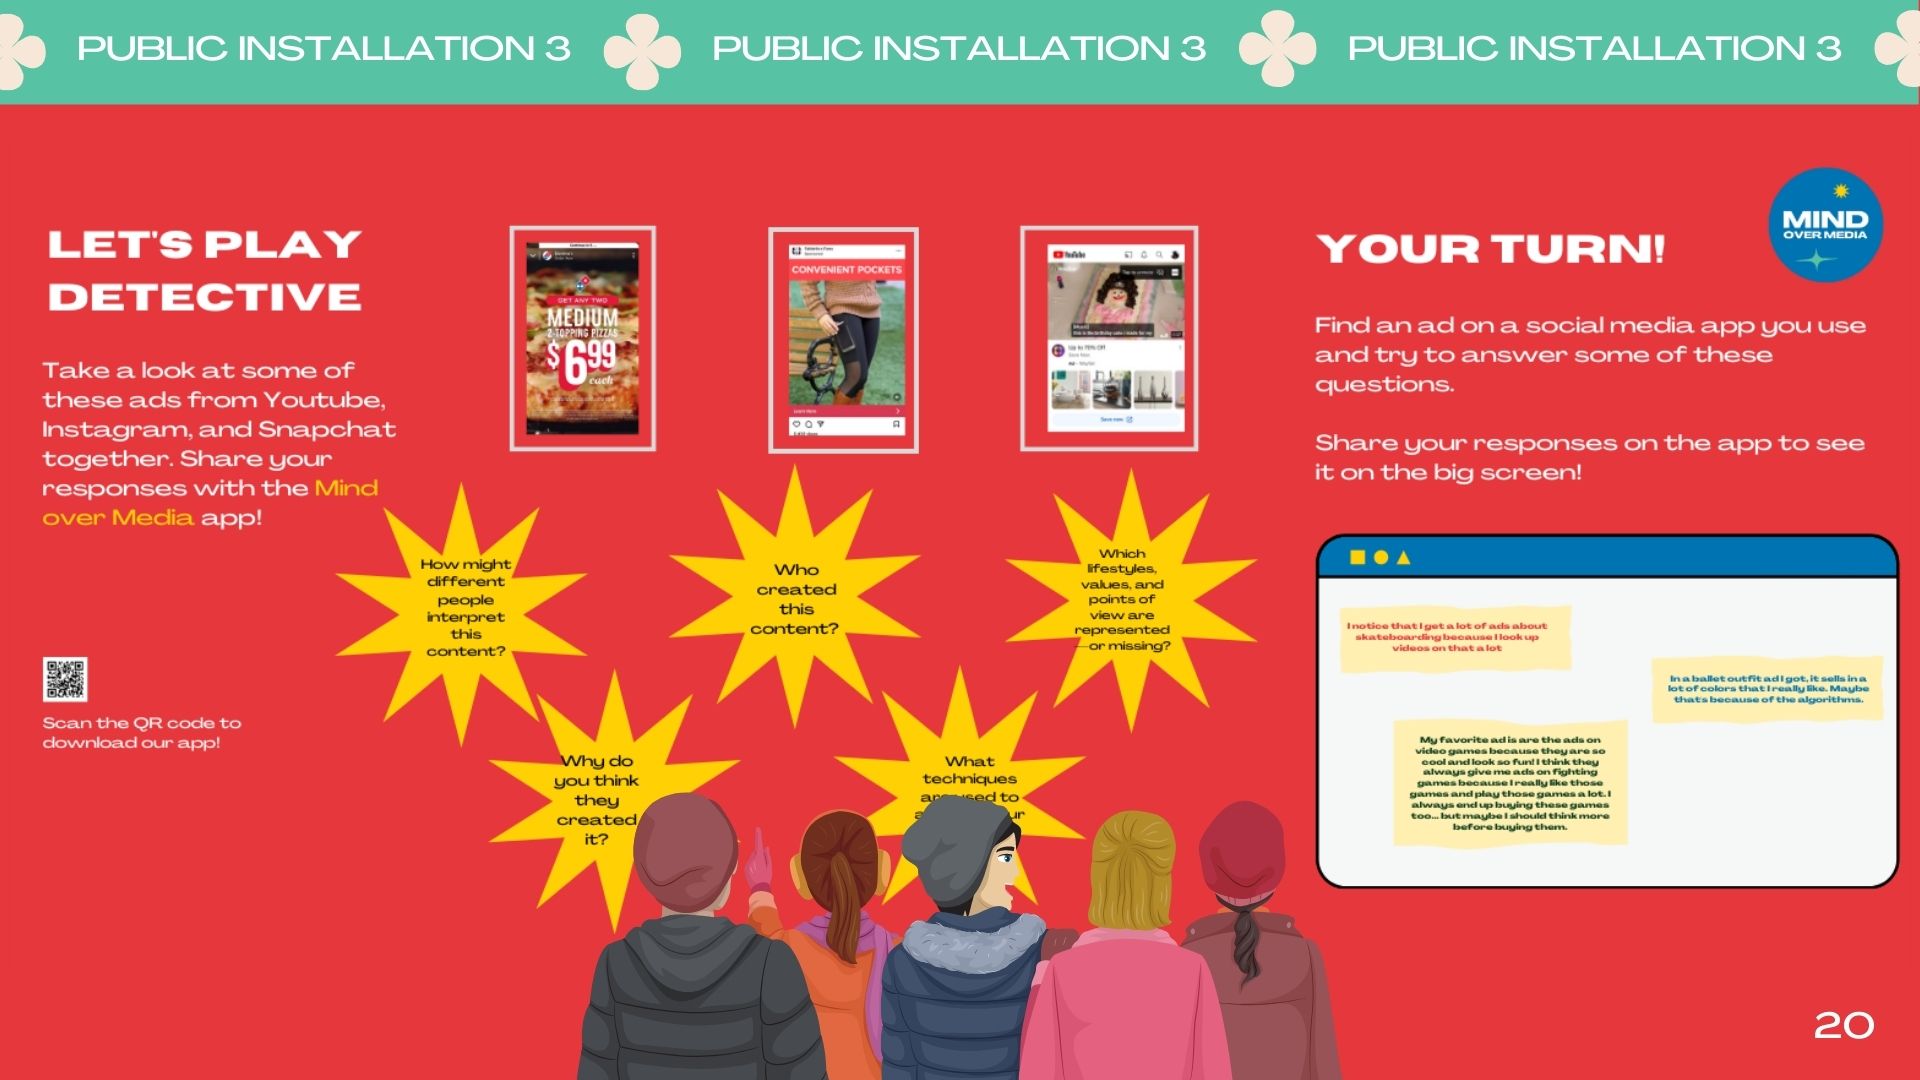 PUBLIC INSTALLATION 3
PUBLIC INSTALLATION 3
PUBLIC INSTALLATION 3
LET'S PLAY
DETECTIVE
Take a look at some of
these ads from Youtube,
Instagram, and Snapchat
together. Share your
responses with the Mind
over Media app!
Scan the QR code to
download our app!
GET ANY TWO
MEDIUM
2-TOPPING PIZZAS
$699
each
CONVENIENT POCKETS
Learn More
YouTube
Up to 70% Off
Save now
How might
different
people
interpret
this
content?
Who
created
this
content?
Which
lifestyles,
values, and
points of
view are
represented
—or missing?
Why do
you think
they
created
it?
What
techniques
used to
MIND
OVER MEDIA
YOUR TURN!
Find an ad on a social media app you use
and try to answer some of these
questions.
Share your responses on the app to see
it on the big screen!
I notice that I get a lot of ads about
skateboarding because I look up
videos on that a lot
In a ballet outfit ad I got, it sells in a
lot of colors that I really like. Maybe
thats because of the algorithms.
My favorite ad is are the ads on
video games because they are so
cool and look so fun! I think they
always give me ads on fighting
games because I really like those
games and play those games a lot. I
always end up buying these games
too... but maybe I should think more
before buying them.
20